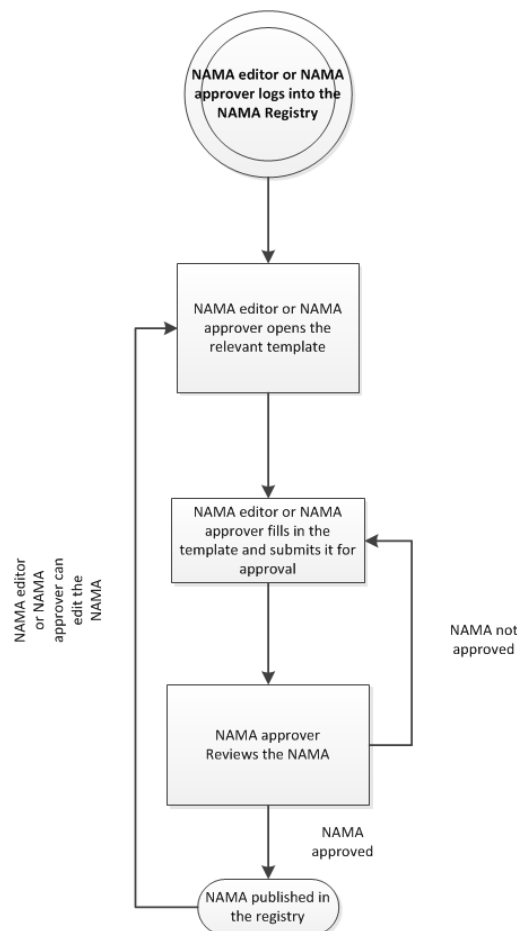 NAMA editor or NAMA
approver logs into the
NAMA Registry
NAMA editor or NAMA
approver opens the
relevant template
NAMA editor or NAMA
approver fills in the
template and submits it for
approval
NAMA editor
or NAMA
approver can
edit the
NAMA
NAMA not
approved
NAMA approver
Reviews the NAMA
NAMA
approved
NAMA published in
the registry